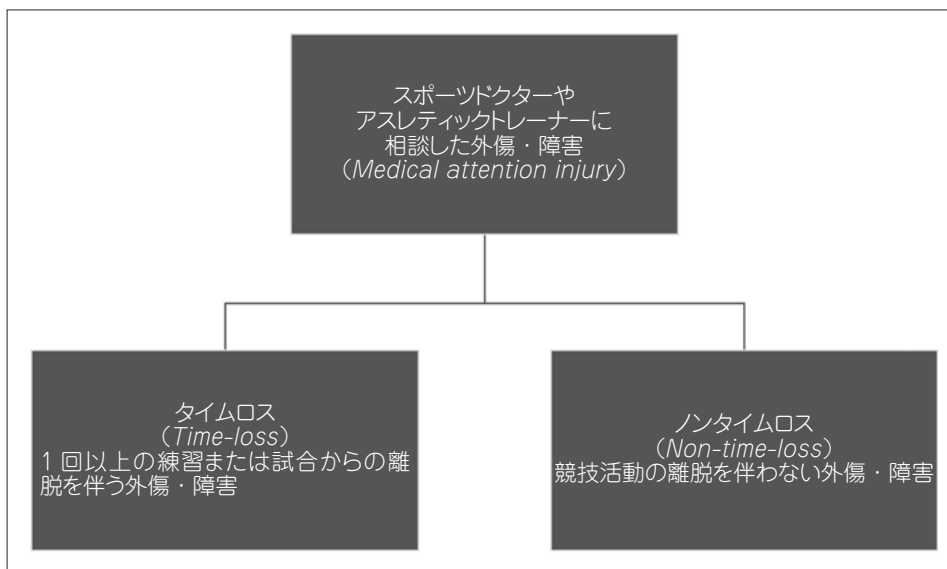 スポーツドクターや
アスレティックトレーナーに
相談した外傷・障害
（Medical attention injury）
タイムロス
（Time-loss）
1回以上の練習または試合からの離
脱を伴う外傷・障害
ノンタイムロス
（Non-time-loss）
競技活動の離脱を伴わない外傷・障害